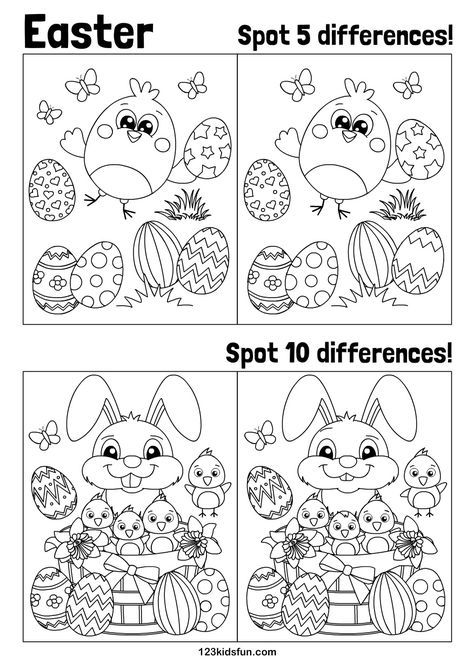 Easter
Spot 5 differences!
Spot 10 differences!
123kidsfun.com